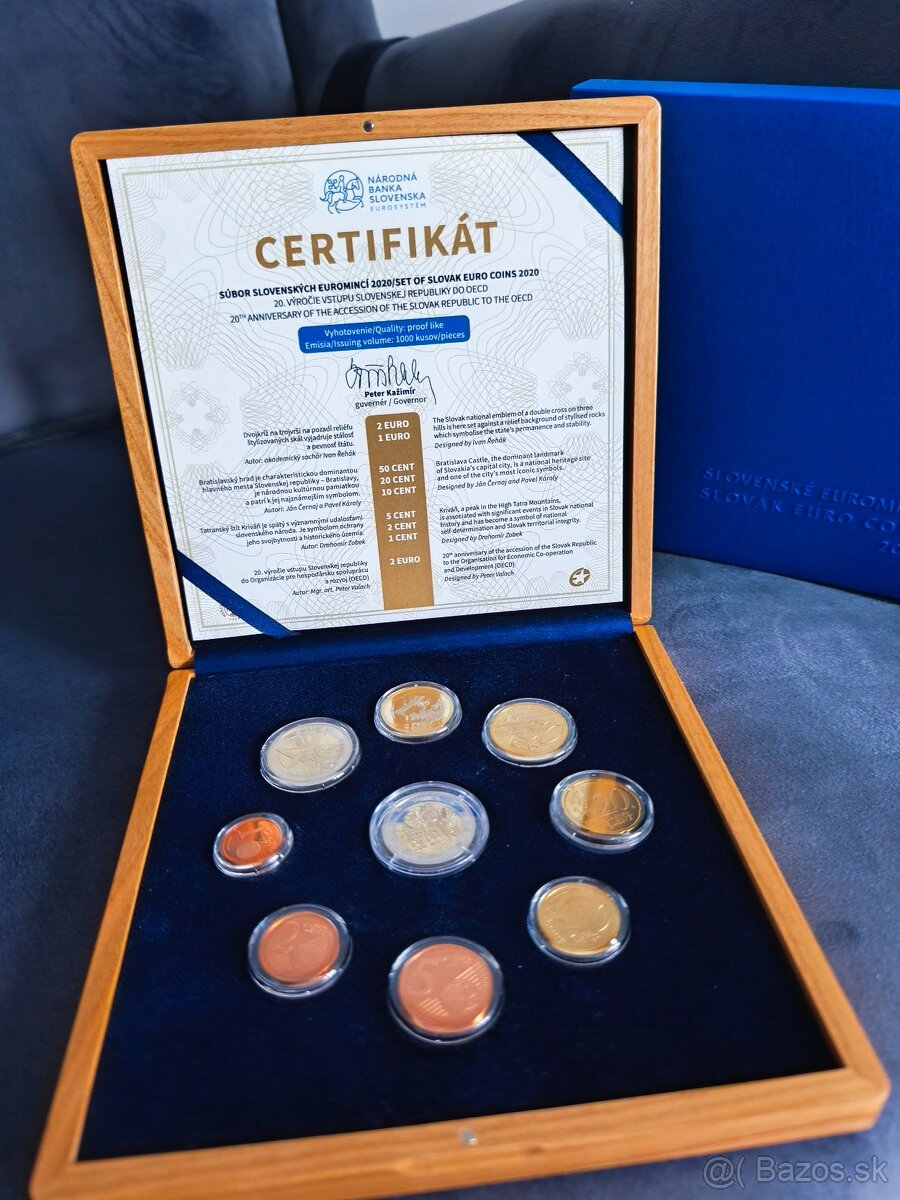 NÁRODNÁ
BANKA
SLOVENSKA
EUROSYSTÉM
CERTIFIKÁT
SÚBOR SLOVENSKÝCH EUROMINCÍ 2020/SET OF SLOVAK EURO COINS 2020
20. VÝROČIE VSTUPU SLOVENSKEJ REPUBLIKY DO OECD
20TH ANNIVERSARY OF THE ACCESSION OF THE SLOVAK REPUBLIC TO THE OECD
Vyhotovenie/Quality: proof like
Emisia/Issuing volume: 1000 kusov/pieces
Peter Kažimír
guvernér / Governor
Dvojkríž na trojvrší na pozadí reliéfu
štylizovaných skál vyjadruje stálosť
a pevnosť štátu.
Autor: akademický sochár Ivan Řehák
Bratislavský hrad je charakteristickou dominantou
hlavného mesta Slovenskej republiky – Bratislavy,
je národnou kultúrnou pamiatkou
a patrí k jej najznámejším symbolom.
Autori: Ján Černaj a Pavel Károly
Tatranský štít Kriváň je spätý s významnými udalosťami
slovenského národa. Je symbolom ochrany
jeho svojbytnosti a historického územia.
Autor: Drahomír Zobek
20. výročie vstupu Slovenskej republiky
do Organizácie pre hospodársku spoluprácu
a rozvoj (OECD)
Autor: Mgr. art. Peter Valach
2 EURO
1 EURO
50 CENT
20 CENT
10 CENT
5 CENT
2 CENT
1 CENT
2 EURO
The Slovak national emblem of a double cross on three
hills is here set against a relief background of stylised rocks
which symbolise the state's permanence and stability.
Designed by Ivan Řehák
Bratislava Castle, the dominant landmark
of Slovakia's capital city, is a national heritage site
and one of the city's most iconic symbols.
Designed by Ján Černaj and Pavel Károly
Kriváň, a peak in the High Tatra Mountains,
is associated with significant events in Slovak national
history and has become a symbol of national
self-determination and Slovak territorial integrity.
Designed by Drahomír Zobek
20th anniversary of the accession of the Slovak Republic
to the Organisation for Economic Co-operation
and Development (OECD)
Designed by Peter Valach
SLOVENSKÉ EUROMI
SLOVAK EURO CO
20
20
5
@( Bazos.sk